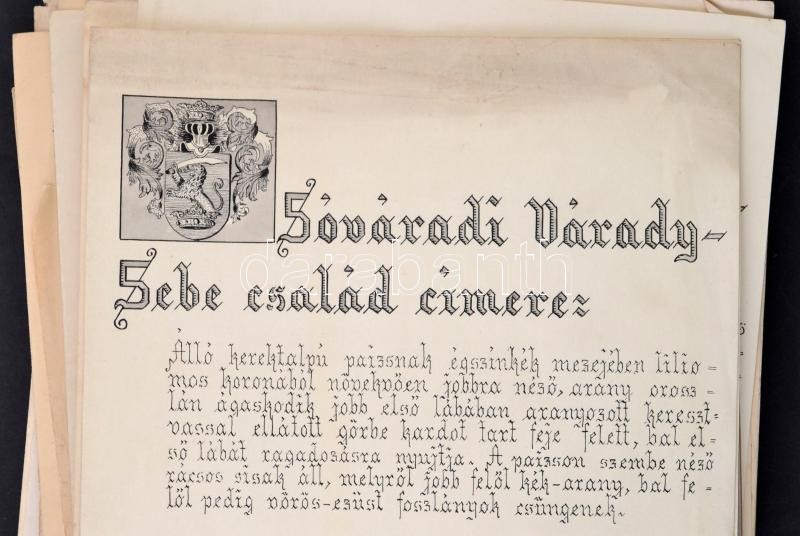 Sóváradi Várady-
Sebe család címere:
Álló kerektalpú paizsnak égszinkék mezejében lilio-
mos koronából növekvően jobbra néző, arany orosz-
lán ágaskodik jobb első lábában aranyozott kereszt-
vassal ellátott görbe kardot tart feje felett, bal el-
ső lábát ragadozásra nyujtja. A paizson szembe néző
rácsos sisak áll, melyről jobb felől kék-arany, bal fe-
lől pedig vörös-ezüst foszlányok csüngenek.
darabanth